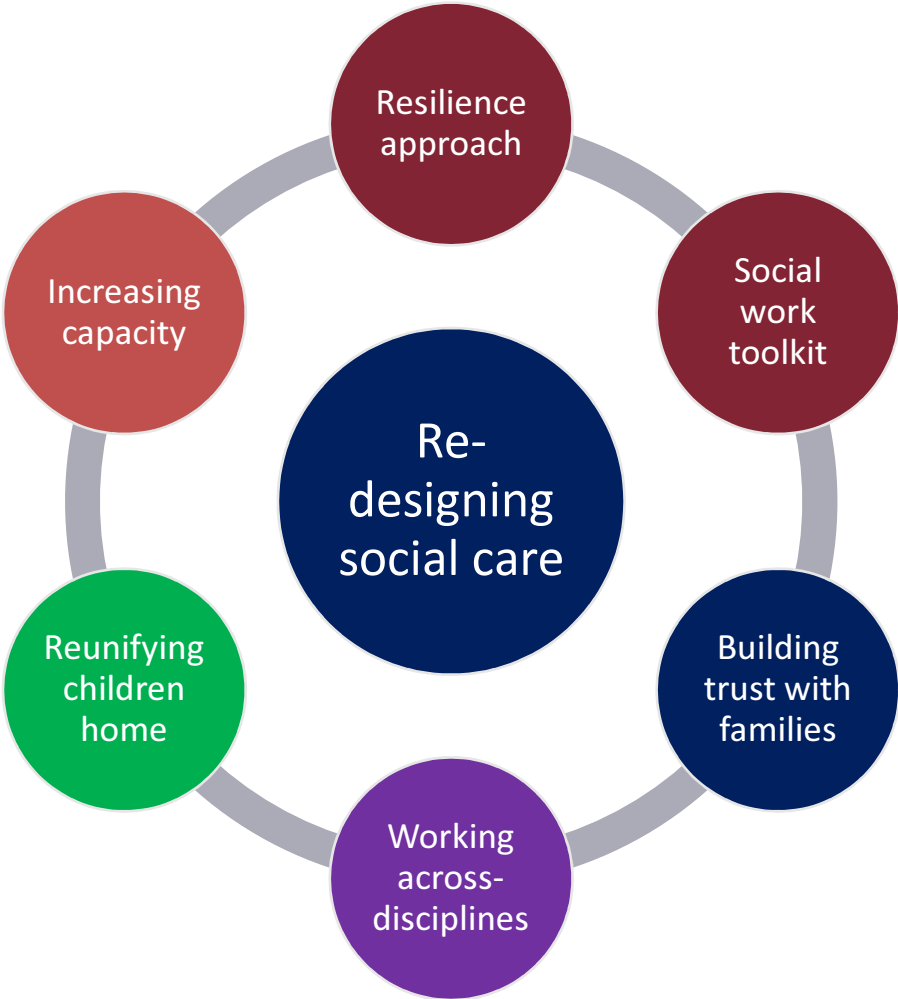 Resilience
approach
Social
work
toolkit
Building
trust with
families
Working
across-
disciplines
Reunifying
children
home
Increasing
capacity
Re-
designing
social care